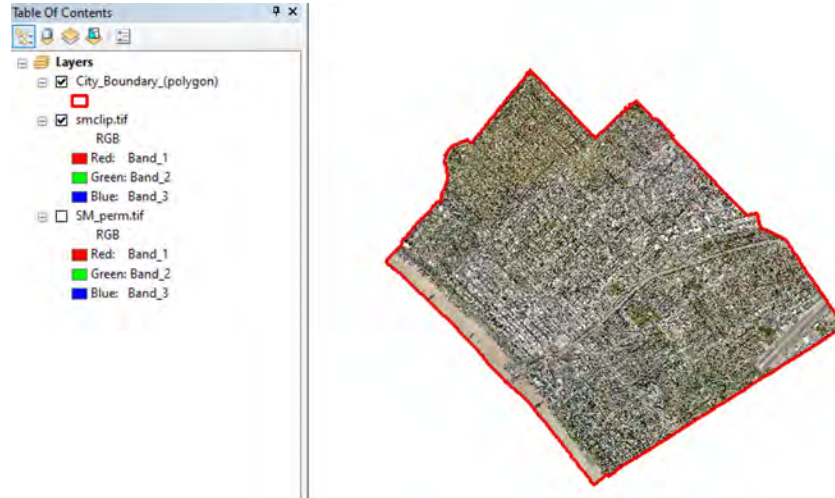 Table Of Contents
Layers
City_Boundary_(polygon)
smclip.tif
RGB
Red: Band_1
Green: Band_2
Blue: Band_3
SM_perm.tif
RGB
Red: Band_1
Green: Band_2
Blue: Band_3